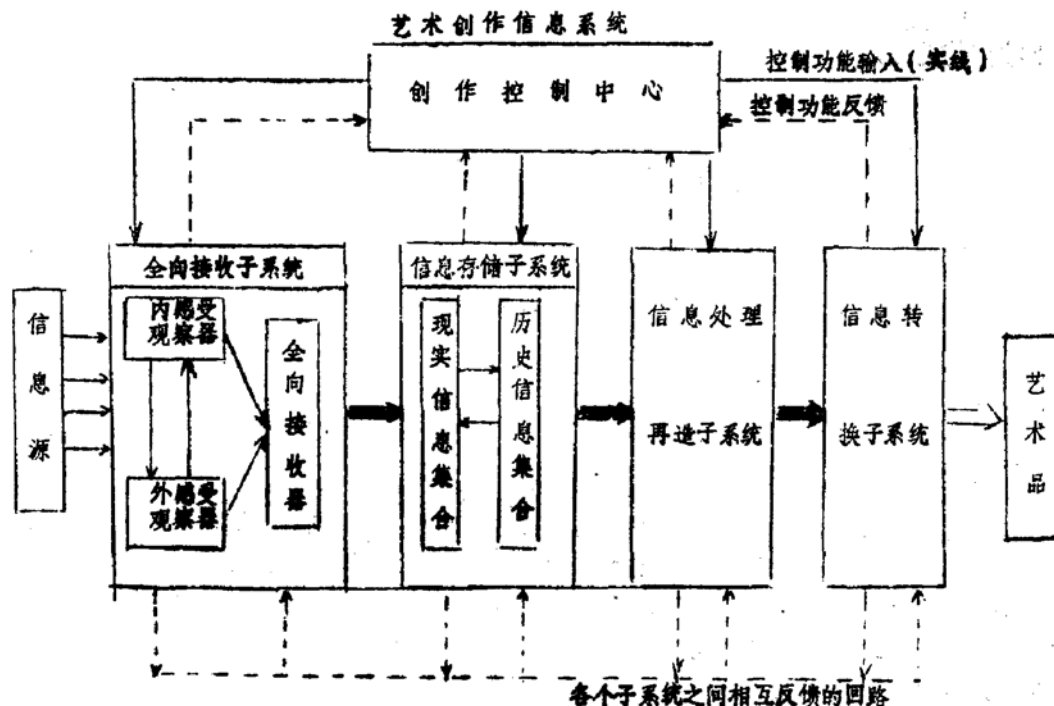 艺术创作信息系统
创作控制中心
控制功能输入(实线)
控制功能反馈
全向接收子系统
信息存储子系统
信息源
内感受
观察器
外感受
观察器
全向接收器
现实信息集合
历史信息集合
信息处理
再造子系统
信息转
换子系统
艺术品
各个子系统之间相互反馈的回路